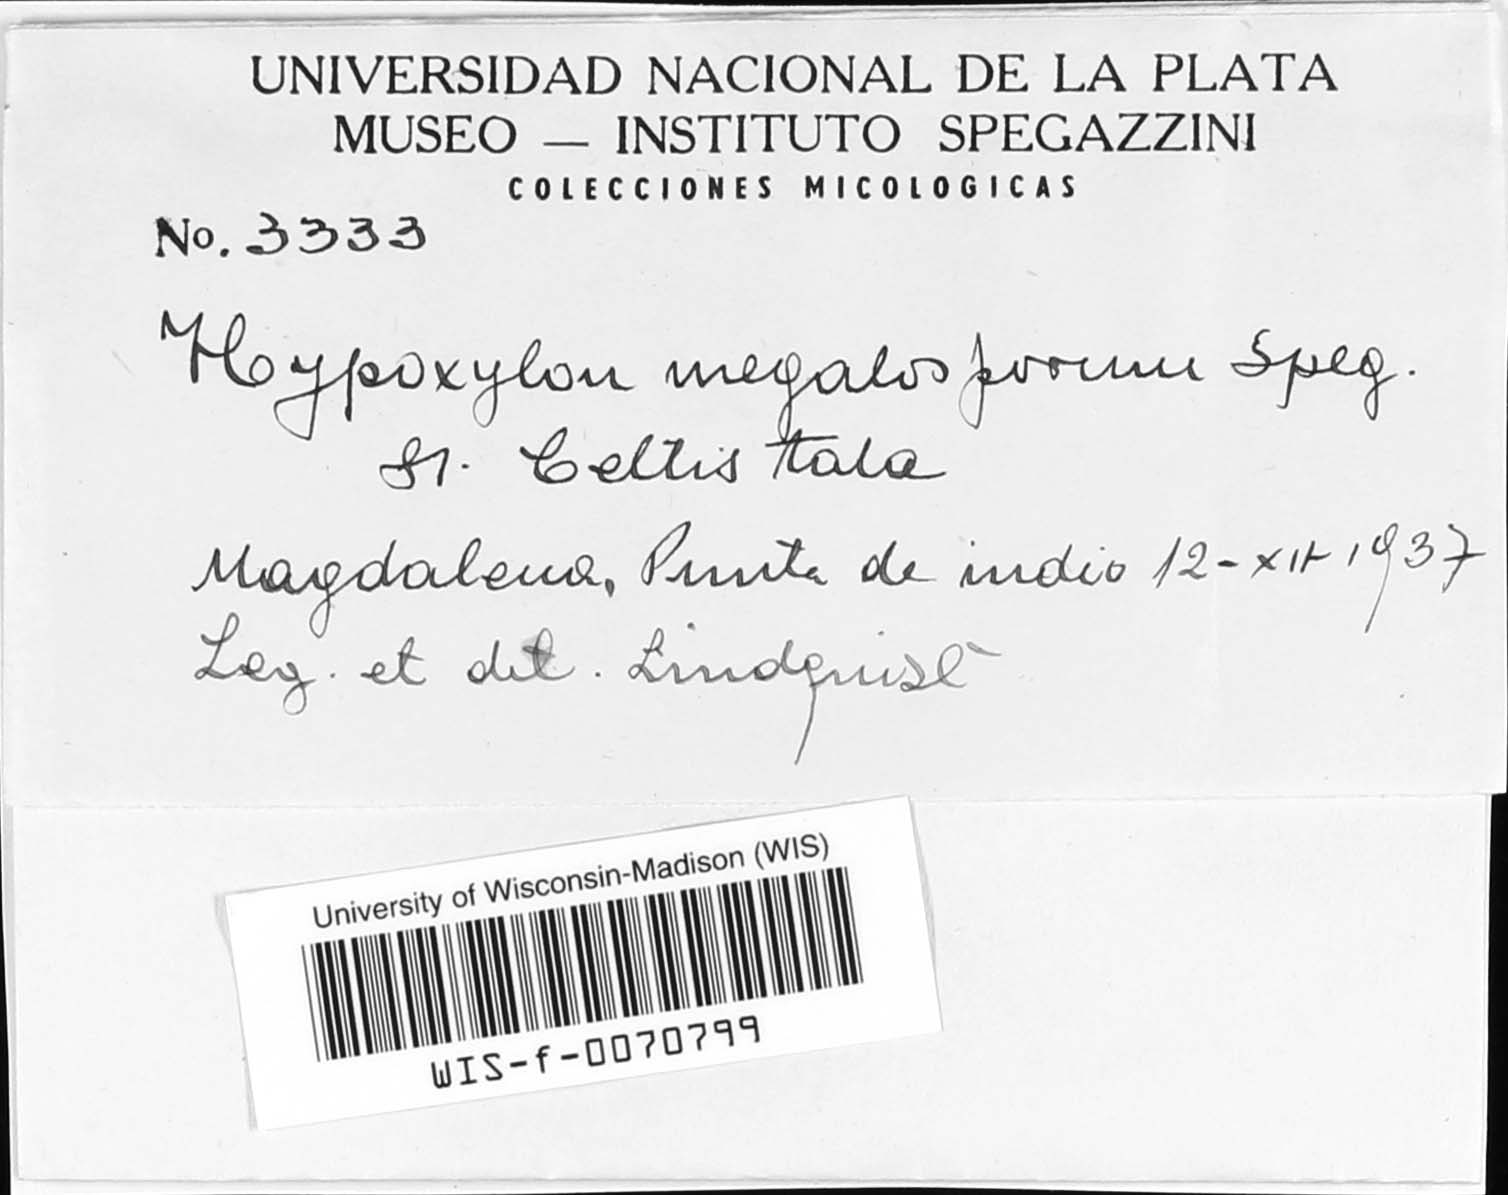 UNIVERSIDAD NACIONAL DE LA PLATA
MUSEO — INSTITUTO SPEGAZZINI
COLECCIONES MICOLOGICAS
No. 3333
Hypoxylon megalosporum Speg.
Celtis tala
Magdalena, Punta de indio 12-XII-1937
Leg. et det. Lindquist
University of Wisconsin-Madison (WIS)
WIS-f-0070799